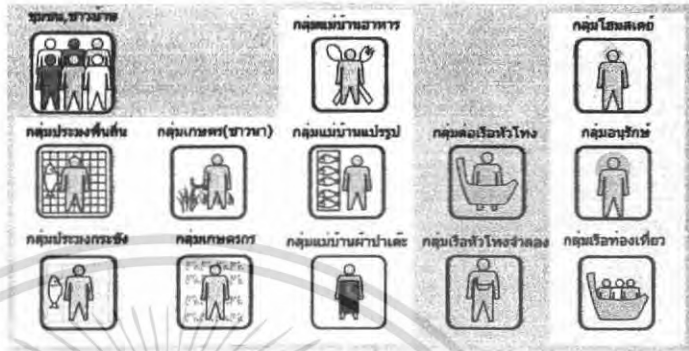 ชุมชน,ชาวบ้าน
กลุ่มแม่บ้านอาหาร
กลุ่มโฮมสเตย์
กลุ่มประมงพื้นถิ่น กลุ่มเกษตร(ชาวนา) กลุ่มแม่บ้านแปรรูป กลุ่มต่อเรือหัวโทง กลุ่มอนุรักษ์
กลุ่มประมงกระชัง กลุ่มเกษตรกร กลุ่มแม่บ้านผ้าปาเต๊ะ กลุ่มเรือหัวโทงจำลอง กลุ่มเรือท่องเที่ยว